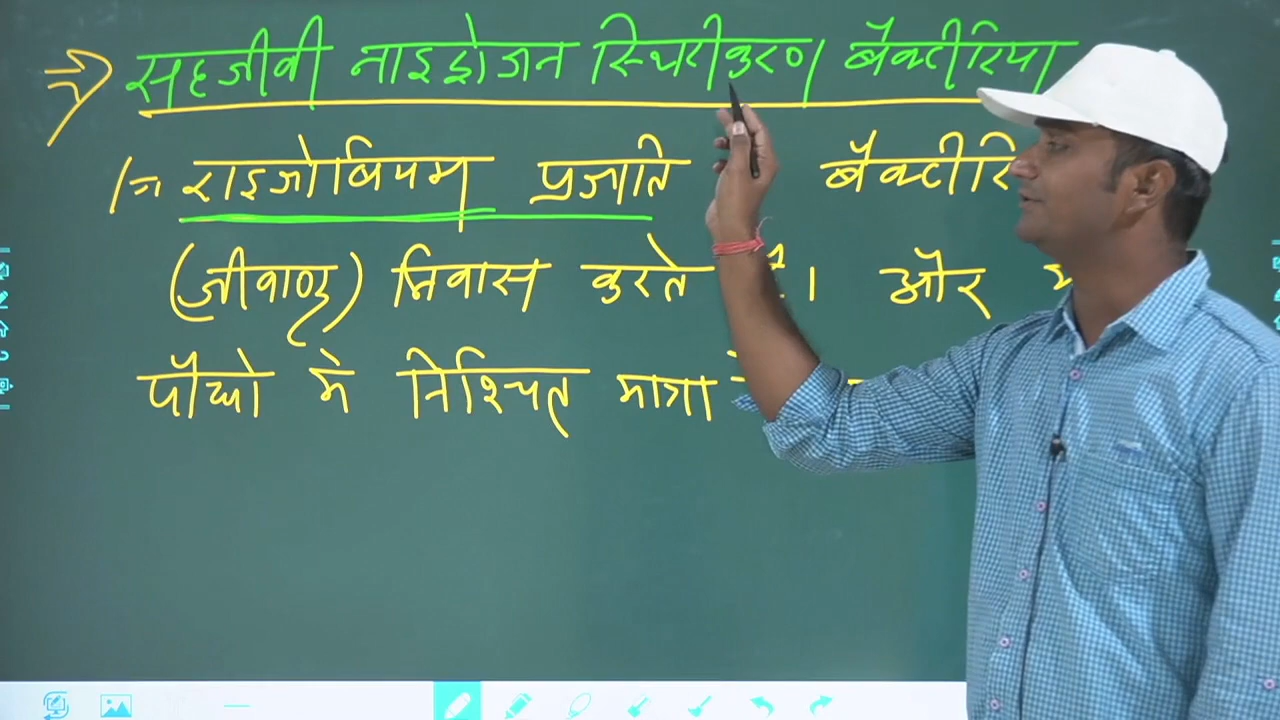 सहजीवी नाइट्रोजन स्थिरीकरण बैक्टीरिया
1:- राइजोबियम प्रजाति
(जीवाणु) निवास करते । और
पौधो मे निश्चित मात्रा